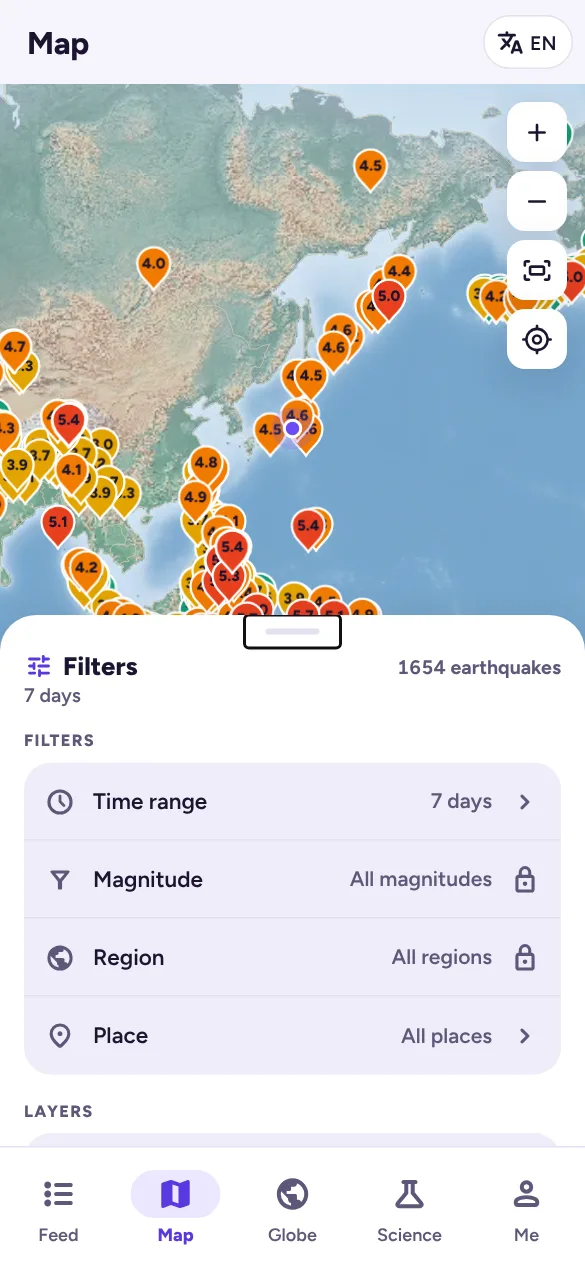 Map
EN
4.5
4.0
4.4
5.0
4.6
4.6
4.5
4.7
4.6
4.5
5.4
3.7
4.1
3.9
3.9
4.8
4.9
5.1
5.4
5.4
4.2
5.3
3.9
Filters
1654 earthquakes
7 days
FILTERS
Time range
7 days
Magnitude
All magnitudes
Region
All regions
Place
All places
LAYERS
Feed
Map
Globe
Science
Me